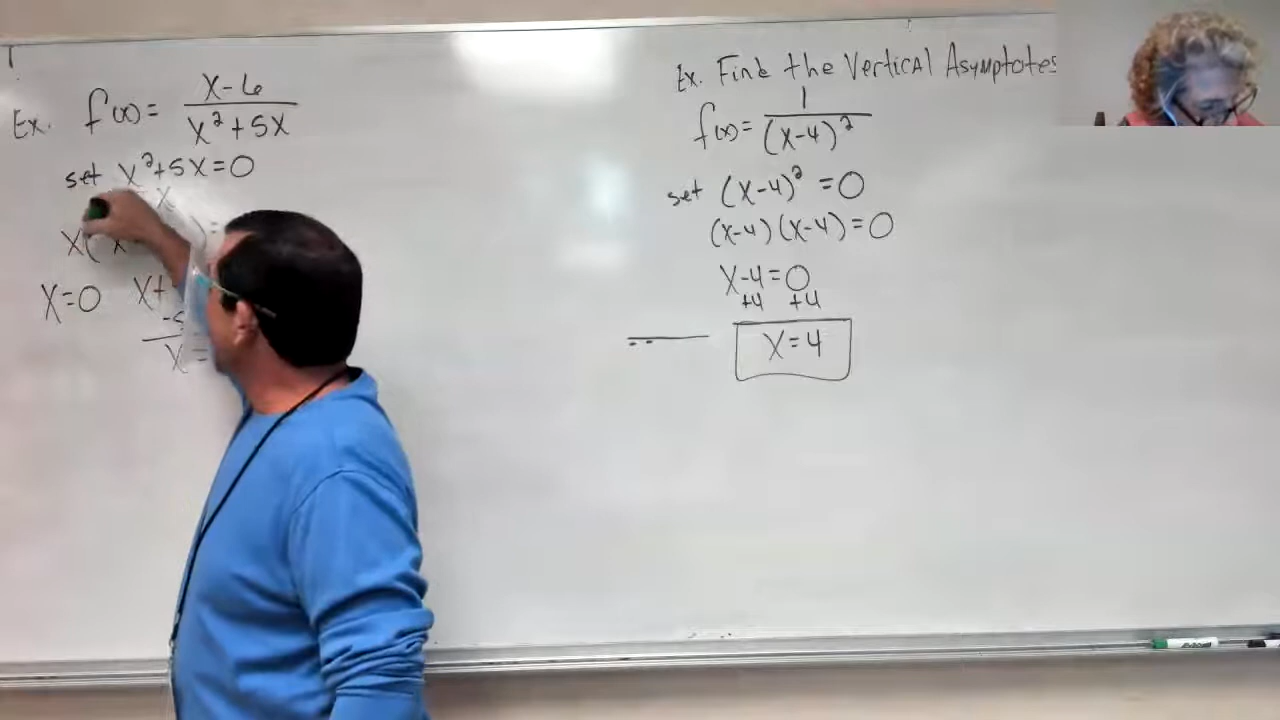 Ex. f(x) = x-6 / x²+5x
set x²+5x=0
x
x( x ) =
x=0 x+
-5
x =
Ex. Find the Vertical Asymptotes
f(x) = 1 / (x-4)²
set (x-4)² = 0
(x-4)(x-4) = 0
x-4=0
+4 +4
x=4